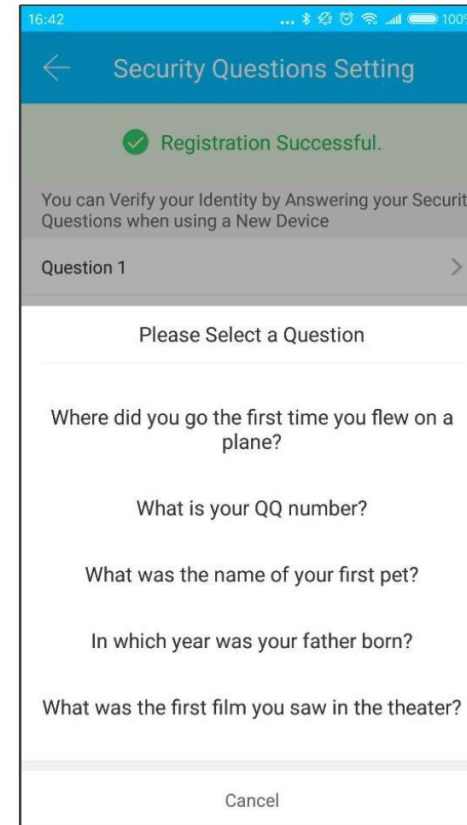 16:42 ... 100%
Security Questions Setting
Registration Successful.
You can Verify your Identity by Answering your Securit
Questions when using a New Device
Question 1
Please Select a Question
Where did you go the first time you flew on a
plane?
What is your QQ number?
What was the name of your first pet?
In which year was your father born?
What was the first film you saw in the theater?
Cancel